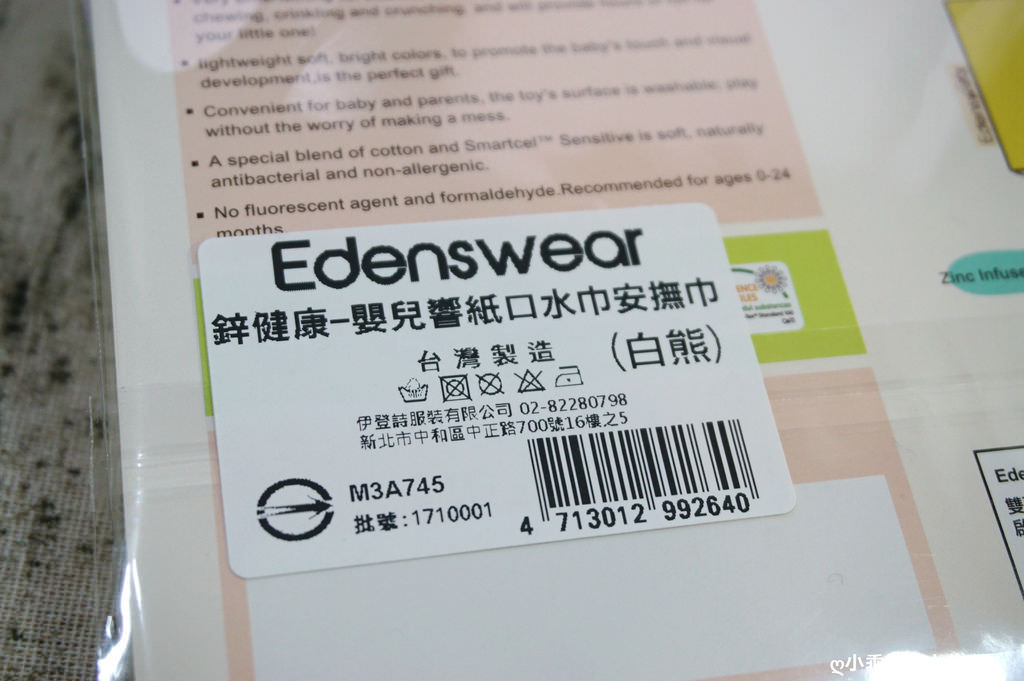 chewing, crinkling and crunching. and will provide hours of fun for
your little one!
▪ lightweight soft, bright colors, to promote the baby's touch and visual
development,is the perfect gift.
▪ Convenient for baby and parents, the toy's surface is washable; play
without the worry of making a mess.
▪ A special blend of cotton and Smartcel™ Sensitive is soft, naturally
antibacterial and non-allergenic.
▪ No fluorescent agent and formaldehyde.Recommended for ages 0-24
months
Edenswear
鋅健康-嬰兒響紙口水巾安撫巾
(白熊)
台灣製造
伊登詩服裝有限公司 02-82280798
新北市中和區中正路700號16樓之5
M3A745
批號:1710001
4 713012 992640
Zinc Infuse
Ede
雙
ღ小乖